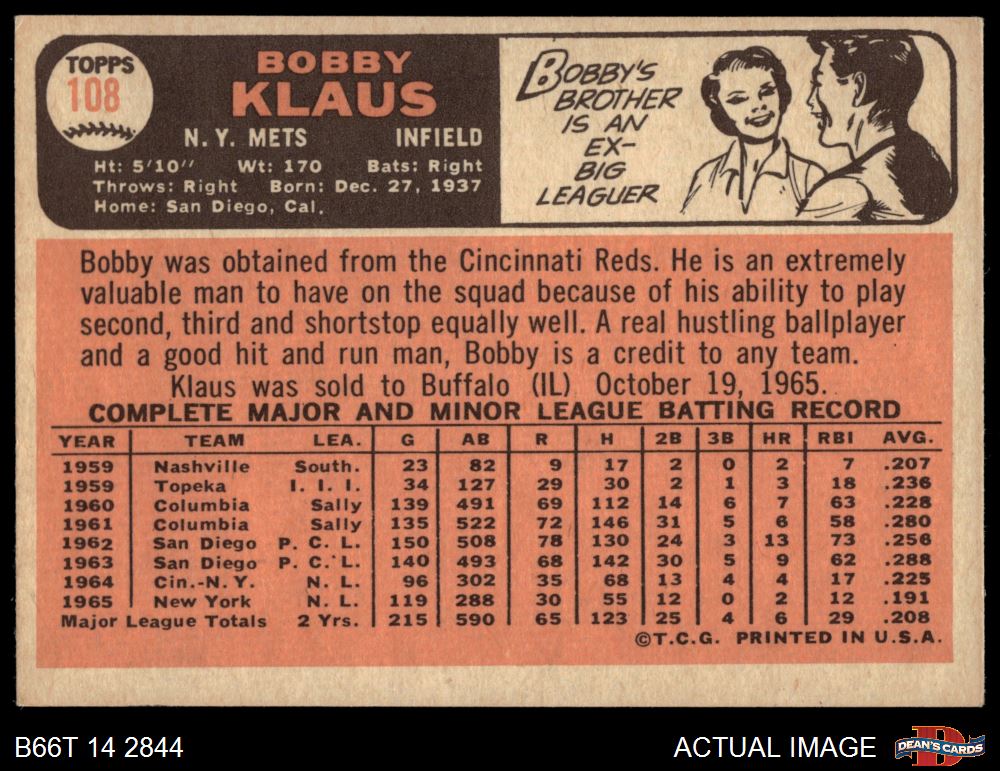 TOPPS
108
BOBBY
KLAUS
N. Y. METS INFIELD
Ht: 5'10" Wt: 170 Bats: Right
Throws: Right Born: Dec. 27, 1937
Home: San Diego, Cal.
BOBBY'S
BROTHER
IS AN
EX-
BIG
LEAGUER
Bobby was obtained from the Cincinnati Reds. He is an extremely
valuable man to have on the squad because of his ability to play
second, third and shortstop equally well. A real hustling ballplayer
and a good hit and run man, Bobby is a credit to any team.
Klaus was sold to Buffalo (IL) October 19, 1965.
COMPLETE MAJOR AND MINOR LEAGUE BATTING RECORD
YEAR TEAM LEA. G AB R H 2B 3B HR RBI AVG.
1959 Nashville South. 23 82 9 17 2 0 2 7 .207
1959 Topeka I. I. I. 34 127 29 30 2 1 3 18 .236
1960 Columbia Sally 139 491 69 112 14 6 7 63 .228
1961 Columbia Sally 135 522 72 146 31 5 6 58 .280
1962 San Diego P. C. L. 150 508 78 130 24 3 13 73 .256
1963 San Diego P. C. L. 140 493 68 142 30 5 9 62 .288
1964 Cin.-N. Y. N. L. 96 302 35 68 13 4 4 17 .225
1965 New York N. L. 119 288 30 55 12 0 2 12 .191
Major League Totals 2 Yrs. 215 590 65 123 25 4 6 29 .208
©T.C.G. PRINTED IN U.S.A.
B66T 14 2844
ACTUAL IMAGE
DEAN'S CARDS